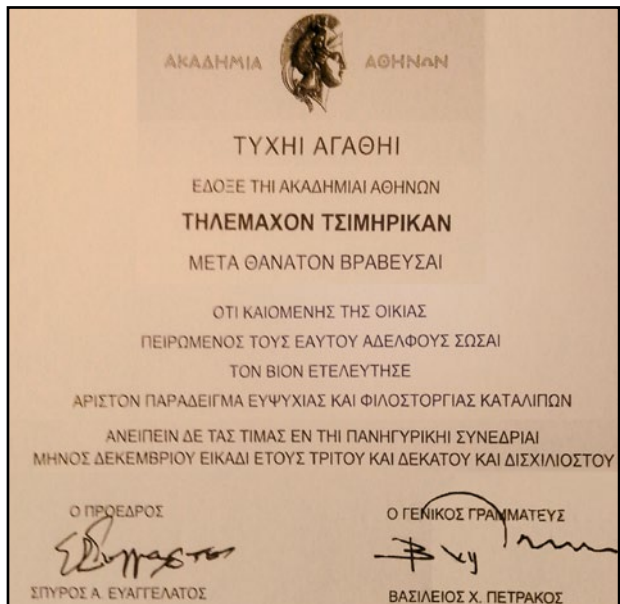 ΑΚΑΔΗΜΙΑ ΑΘΗΝΩΝ
ΤΥΧΗΙ ΑΓΑΘΗΙ
ΕΔΟΞΕ ΤΗΙ ΑΚΑΔΗΜΙΑΙ ΑΘΗΝΩΝ
ΤΗΛΕΜΑΧΟΝ ΤΣΙΜΗΡΙΚΑΝ
ΜΕΤΑ ΘΑΝΑΤΟΝ ΒΡΑΒΕΥΣΑΙ
ΟΤΙ ΚΑΙΟΜΕΝΗΣ ΤΗΣ ΟΙΚΙΑΣ
ΠΕΙΡΩΜΕΝΟΣ ΤΟΥΣ ΕΑΥΤΟΥ ΑΔΕΛΦΟΥΣ ΣΩΣΑΙ
ΤΟΝ ΒΙΟΝ ΕΤΕΛΕΥΤΗΣΕ
ΑΡΙΣΤΟΝ ΠΑΡΑΔΕΙΓΜΑ ΕΥΨΥΧΙΑΣ ΚΑΙ ΦΙΛΟΣΤΟΡΓΙΑΣ ΚΑΤΑΛΙΠΩΝ
ΑΝΕΙΠΕΙΝ ΔΕ ΤΑΣ ΤΙΜΑΣ ΕΝ ΤΗΙ ΠΑΝΗΓΥΡΙΚΗΙ ΣΥΝΕΔΡΙΑΙ
ΜΗΝΟΣ ΔΕΚΕΜΒΡΙΟΥ ΕΙΚΑΔΙ ΕΤΟΥΣ ΤΡΙΤΟΥ ΚΑΙ ΔΕΚΑΤΟΥ ΚΑΙ ΔΙΣΧΙΛΙΟΣΤΟΥ
Ο ΠΡΟΕΔΡΟΣ
Ο ΓΕΝΙΚΟΣ ΓΡΑΜΜΑΤΕΥΣ
ΣΠΥΡΟΣ Α. ΕΥΑΓΓΕΛΑΤΟΣ
ΒΑΣΙΛΕΙΟΣ Χ. ΠΕΤΡΑΚΟΣ